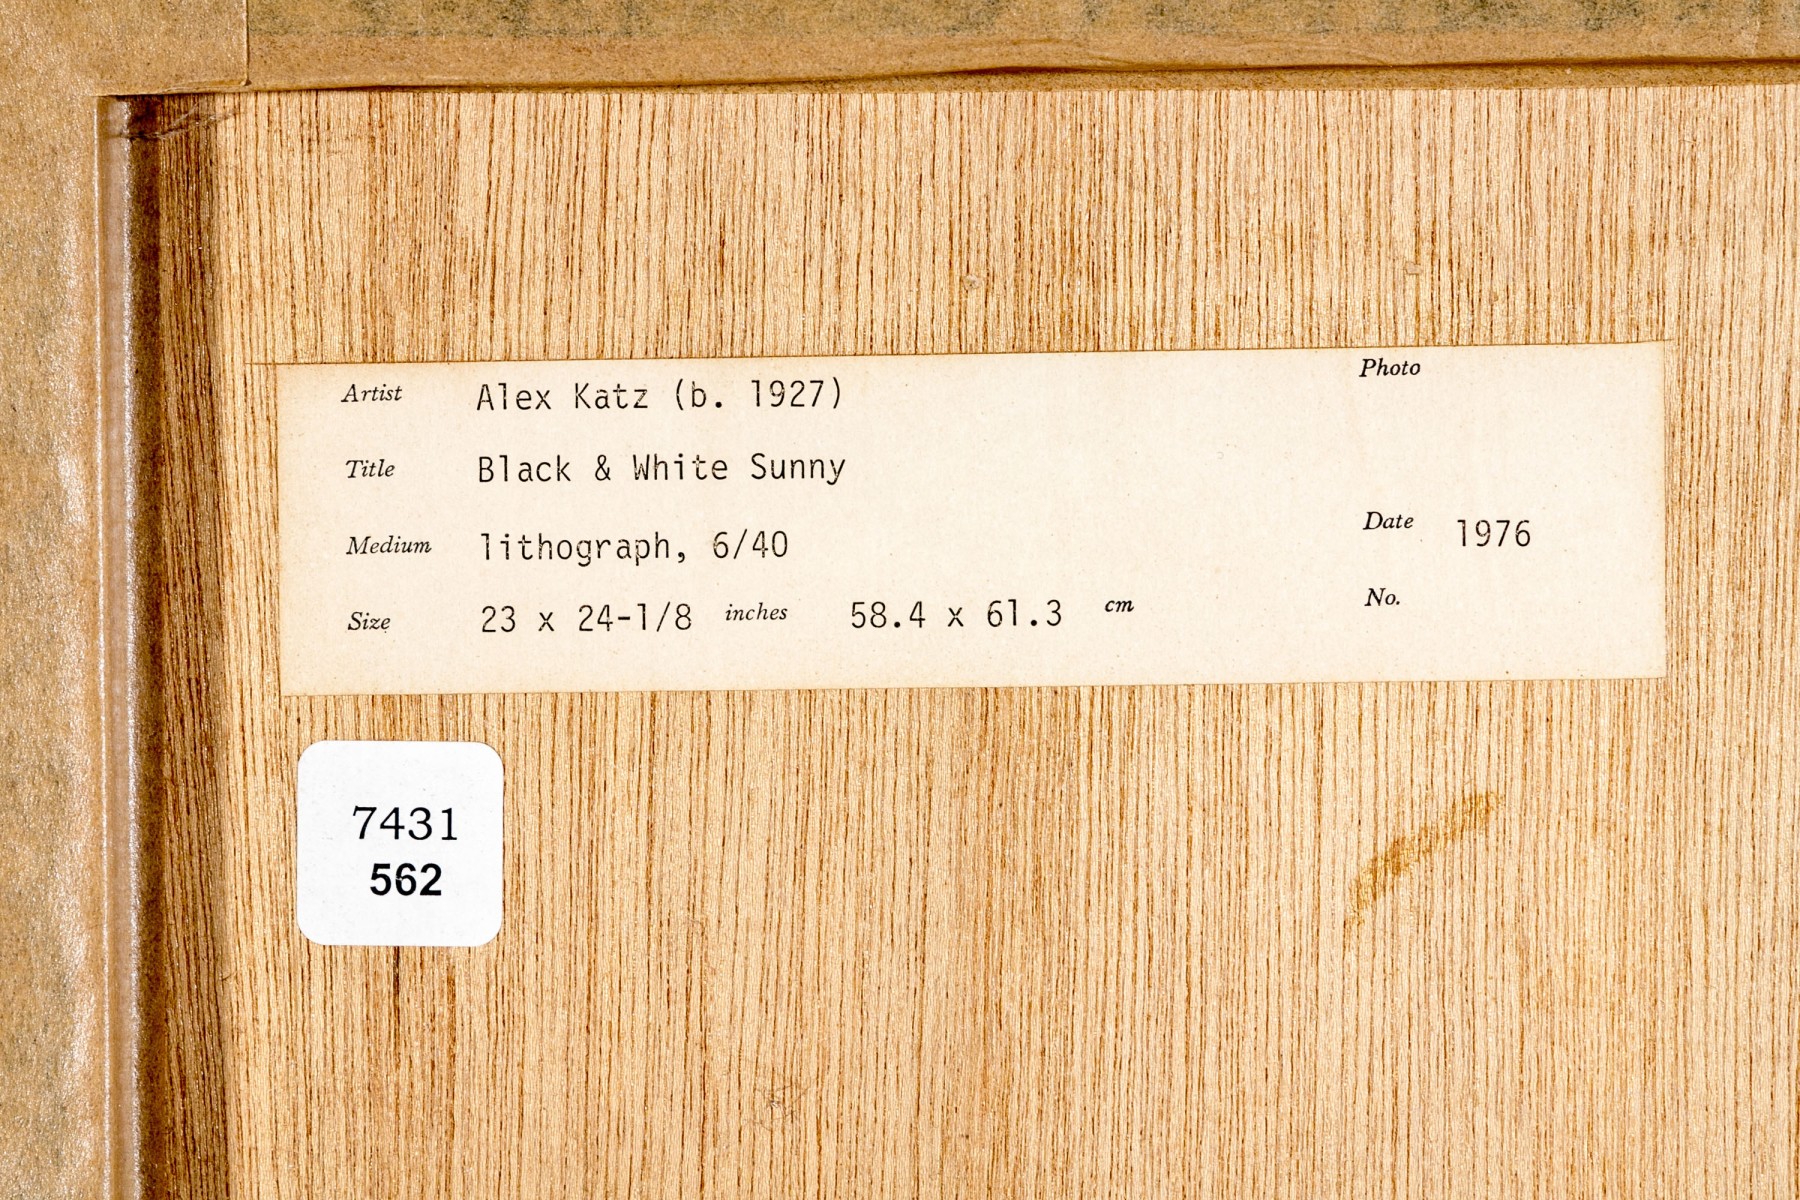 Artist Alex Katz (b. 1927) Photo
Title Black & White Sunny
Medium lithograph, 6/40 Date 1976
Size 23 x 24-1/8 inches 58.4 x 61.3 cm No.
7431
562